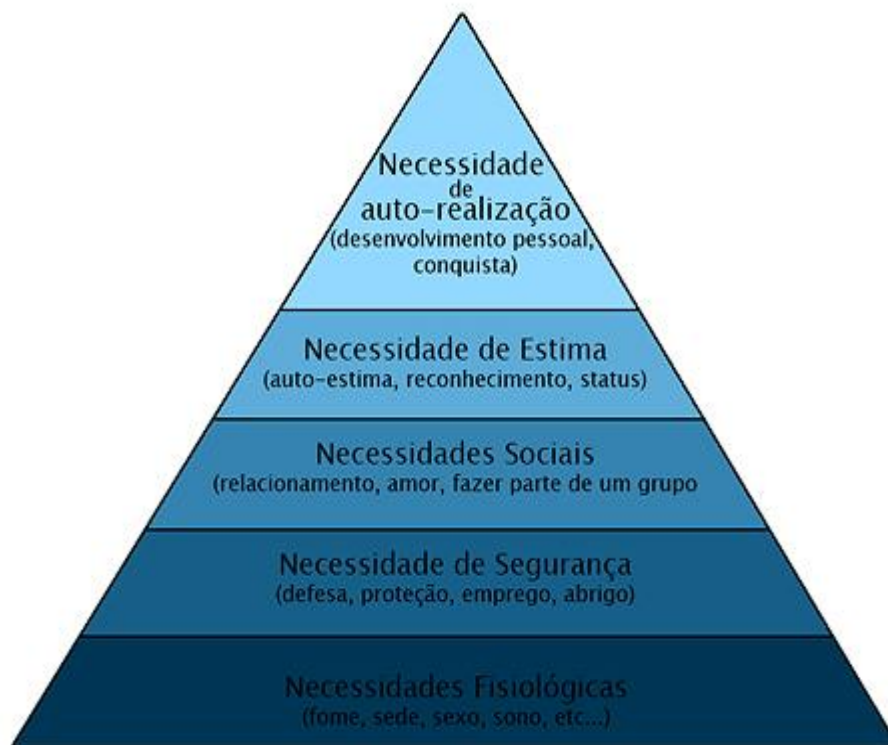 Necessidade
de
auto-realização
(desenvolvimento pessoal,
conquista)
Necessidade de Estima
(auto-estima, reconhecimento, status)
Necessidades Sociais
(relacionamento, amor, fazer parte de um grupo
Necessidade de Segurança
(defesa, proteção, emprego, abrigo)
Necessidades Fisiológicas
(fome, sede, sexo, sono, etc...)